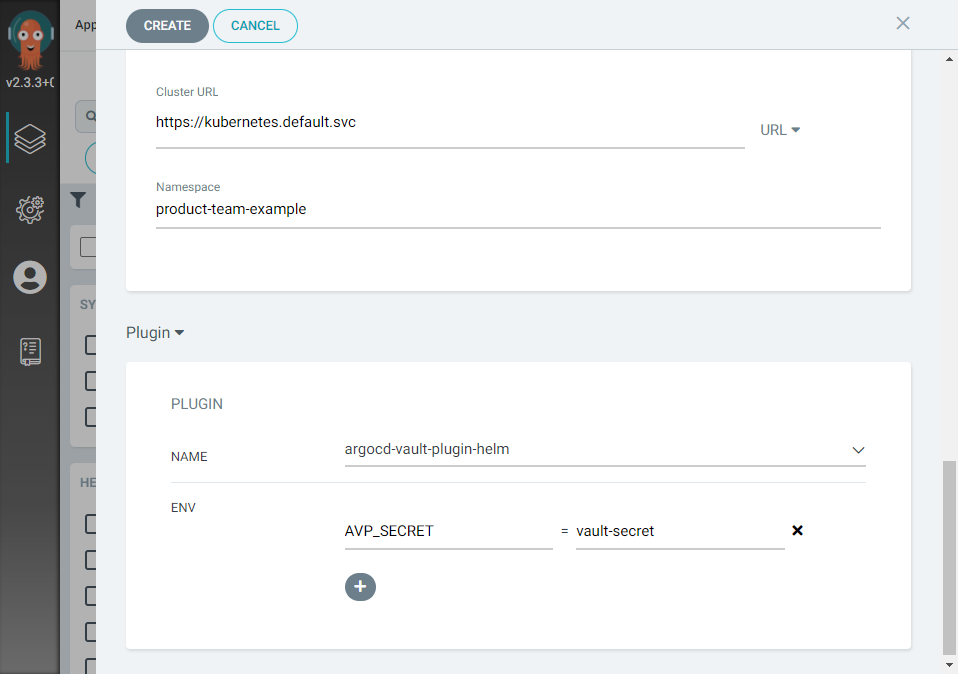 CREATE
CANCEL
App
v2.3.3+0
Cluster URL
https://kubernetes.default.svc
URL
Namespace
product-team-example
SY
Plugin
PLUGIN
NAME
argocd-vault-plugin-helm
HE
ENV
AVP_SECRET = vault-secret